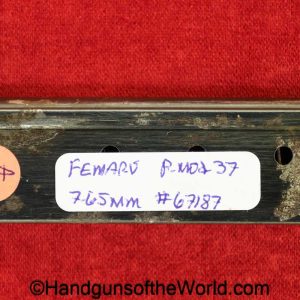 FEMARU P.MOD 37
7.65MM #67187
© HandgunsoftheWorld.com